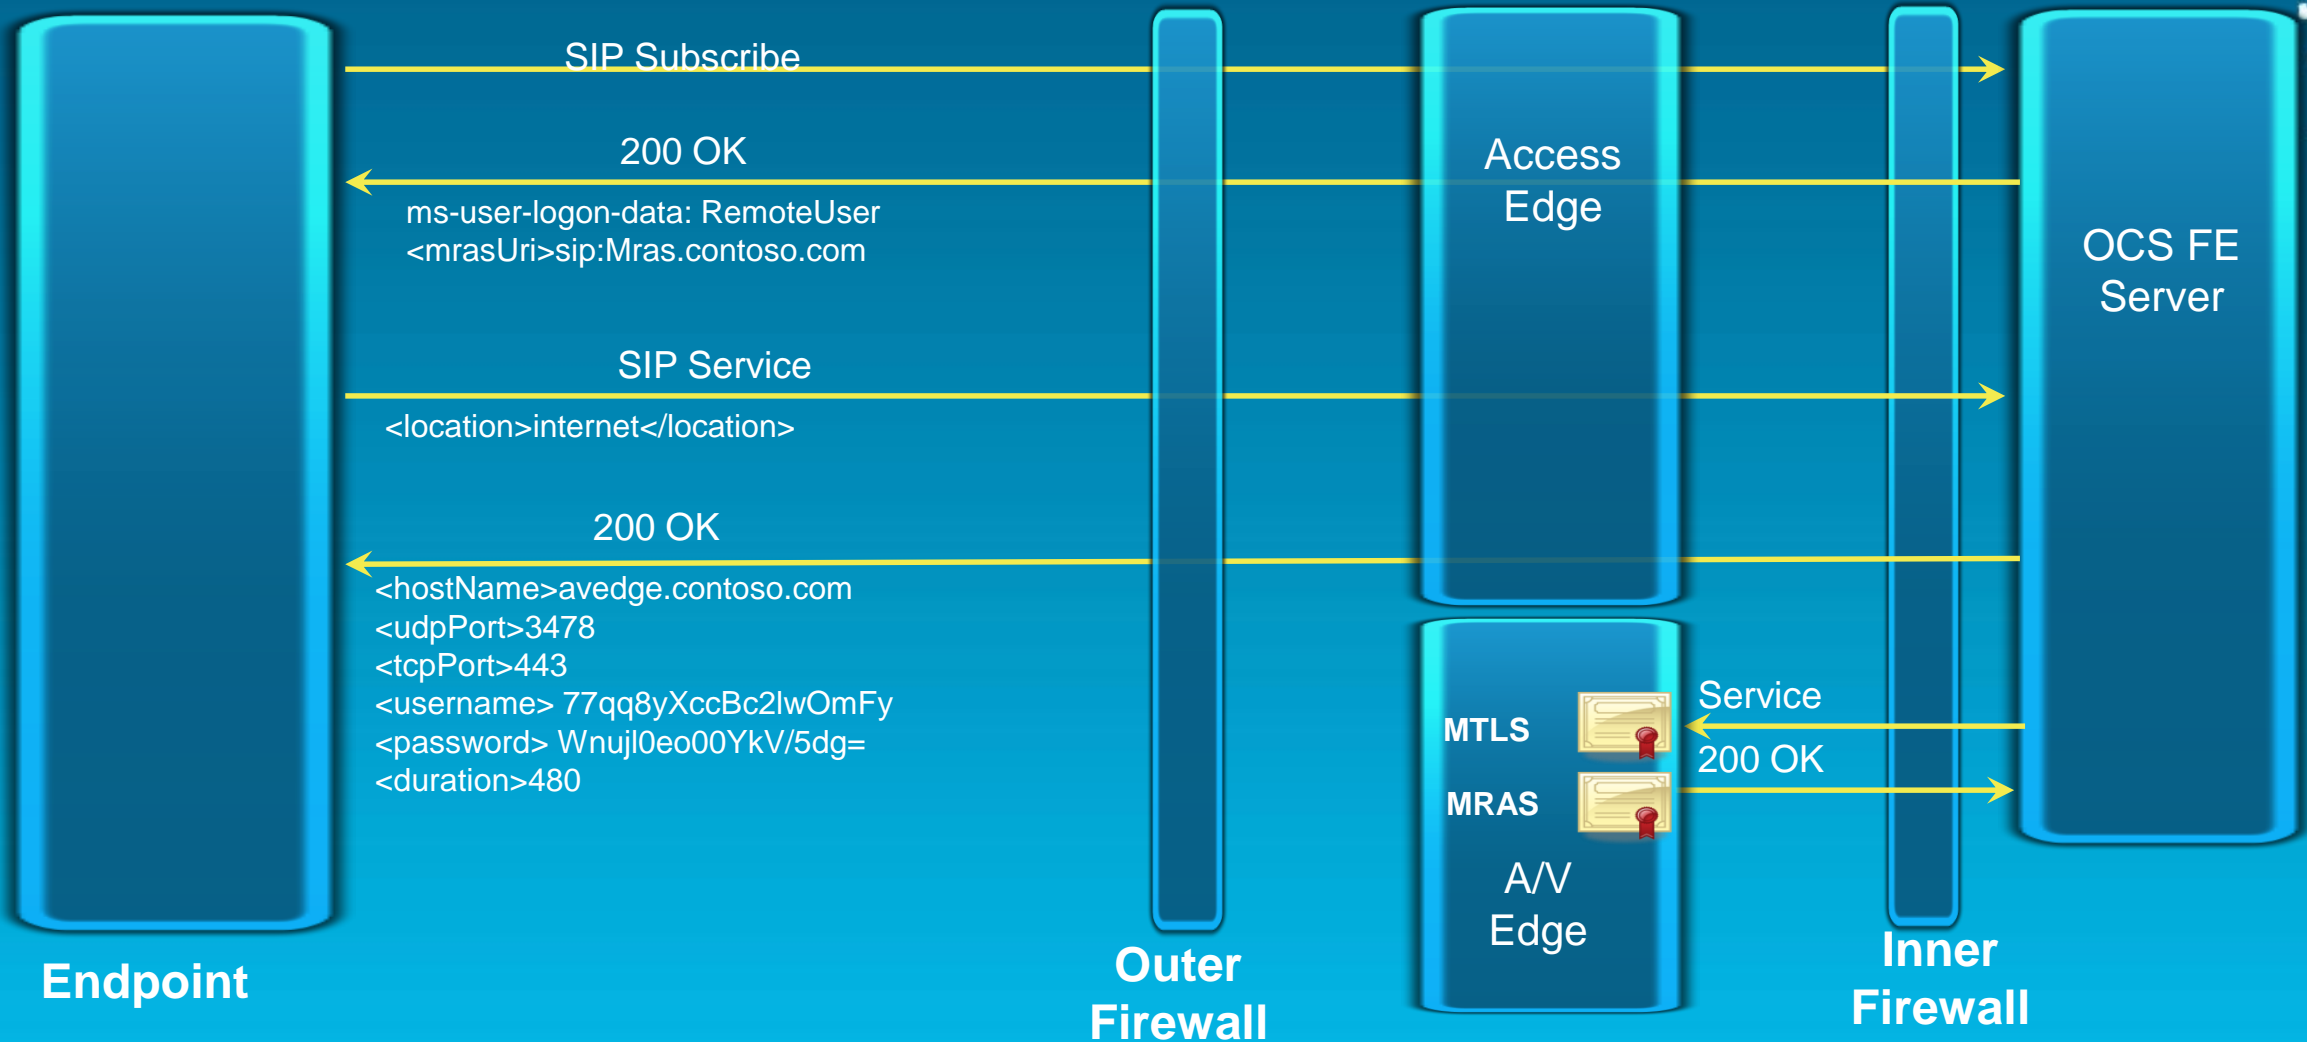 SIP Subscribe
200 OK
ms-user-logon-data: RemoteUser
<mrasUri>sip:Mras.contoso.com
SIP Service
<location>internet</location>
200 OK
<hostName>avedge.contoso.com
<udpPort>3478
<tcpPort>443
<username> 77qq8yXccBc2lwOmFy
<password> Wnujl0eo00YkV/5dg=
<duration>480
Access
Edge
OCS FE
Server
Service
MTLS
200 OK
MRAS
A/V
Edge
Endpoint
Outer
Firewall
Inner
Firewall